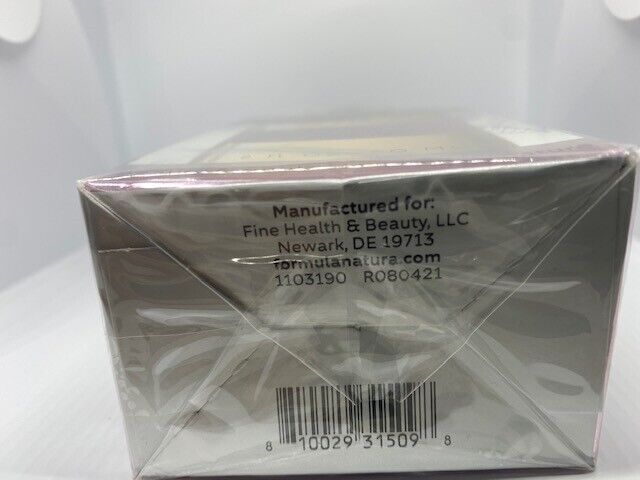 Manufactured for:
Fine Health & Beauty, LLC
Newark, DE 19713
formulanatura.com
1103190 R080421
8 10029 31509 8